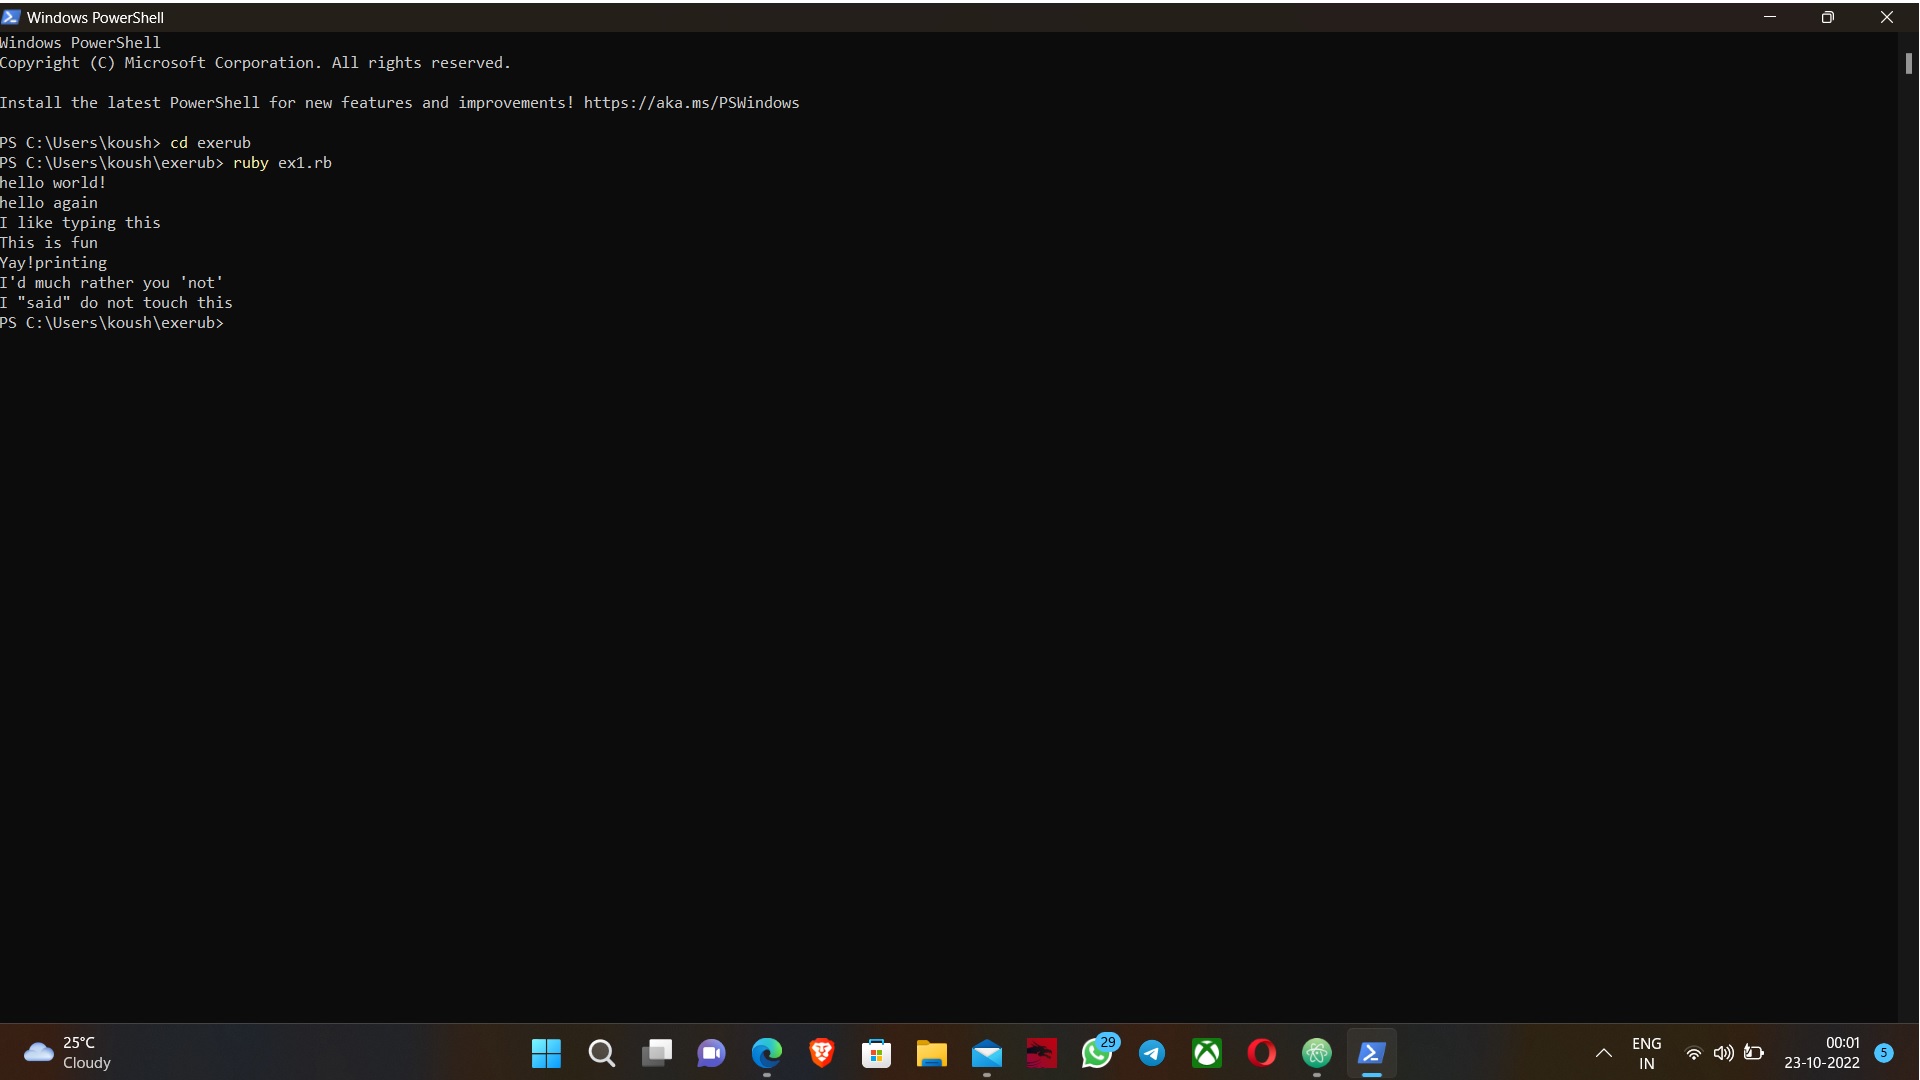 Windows PowerShell
Windows PowerShell
Copyright (C) Microsoft Corporation. All rights reserved.
Install the latest PowerShell for new features and improvements! https://aka.ms/PSWindows
PS C:\Users\koush> cd exerub
PS C:\Users\koush\exerub> ruby ex1.rb
hello world!
hello again
I like typing this
This is fun
Yay!printing
I'd much rather you 'not'
I "said" do not touch this
PS C:\Users\koush\exerub>
25°C
Cloudy
29
ENG
IN
00:01
23-10-2022
5